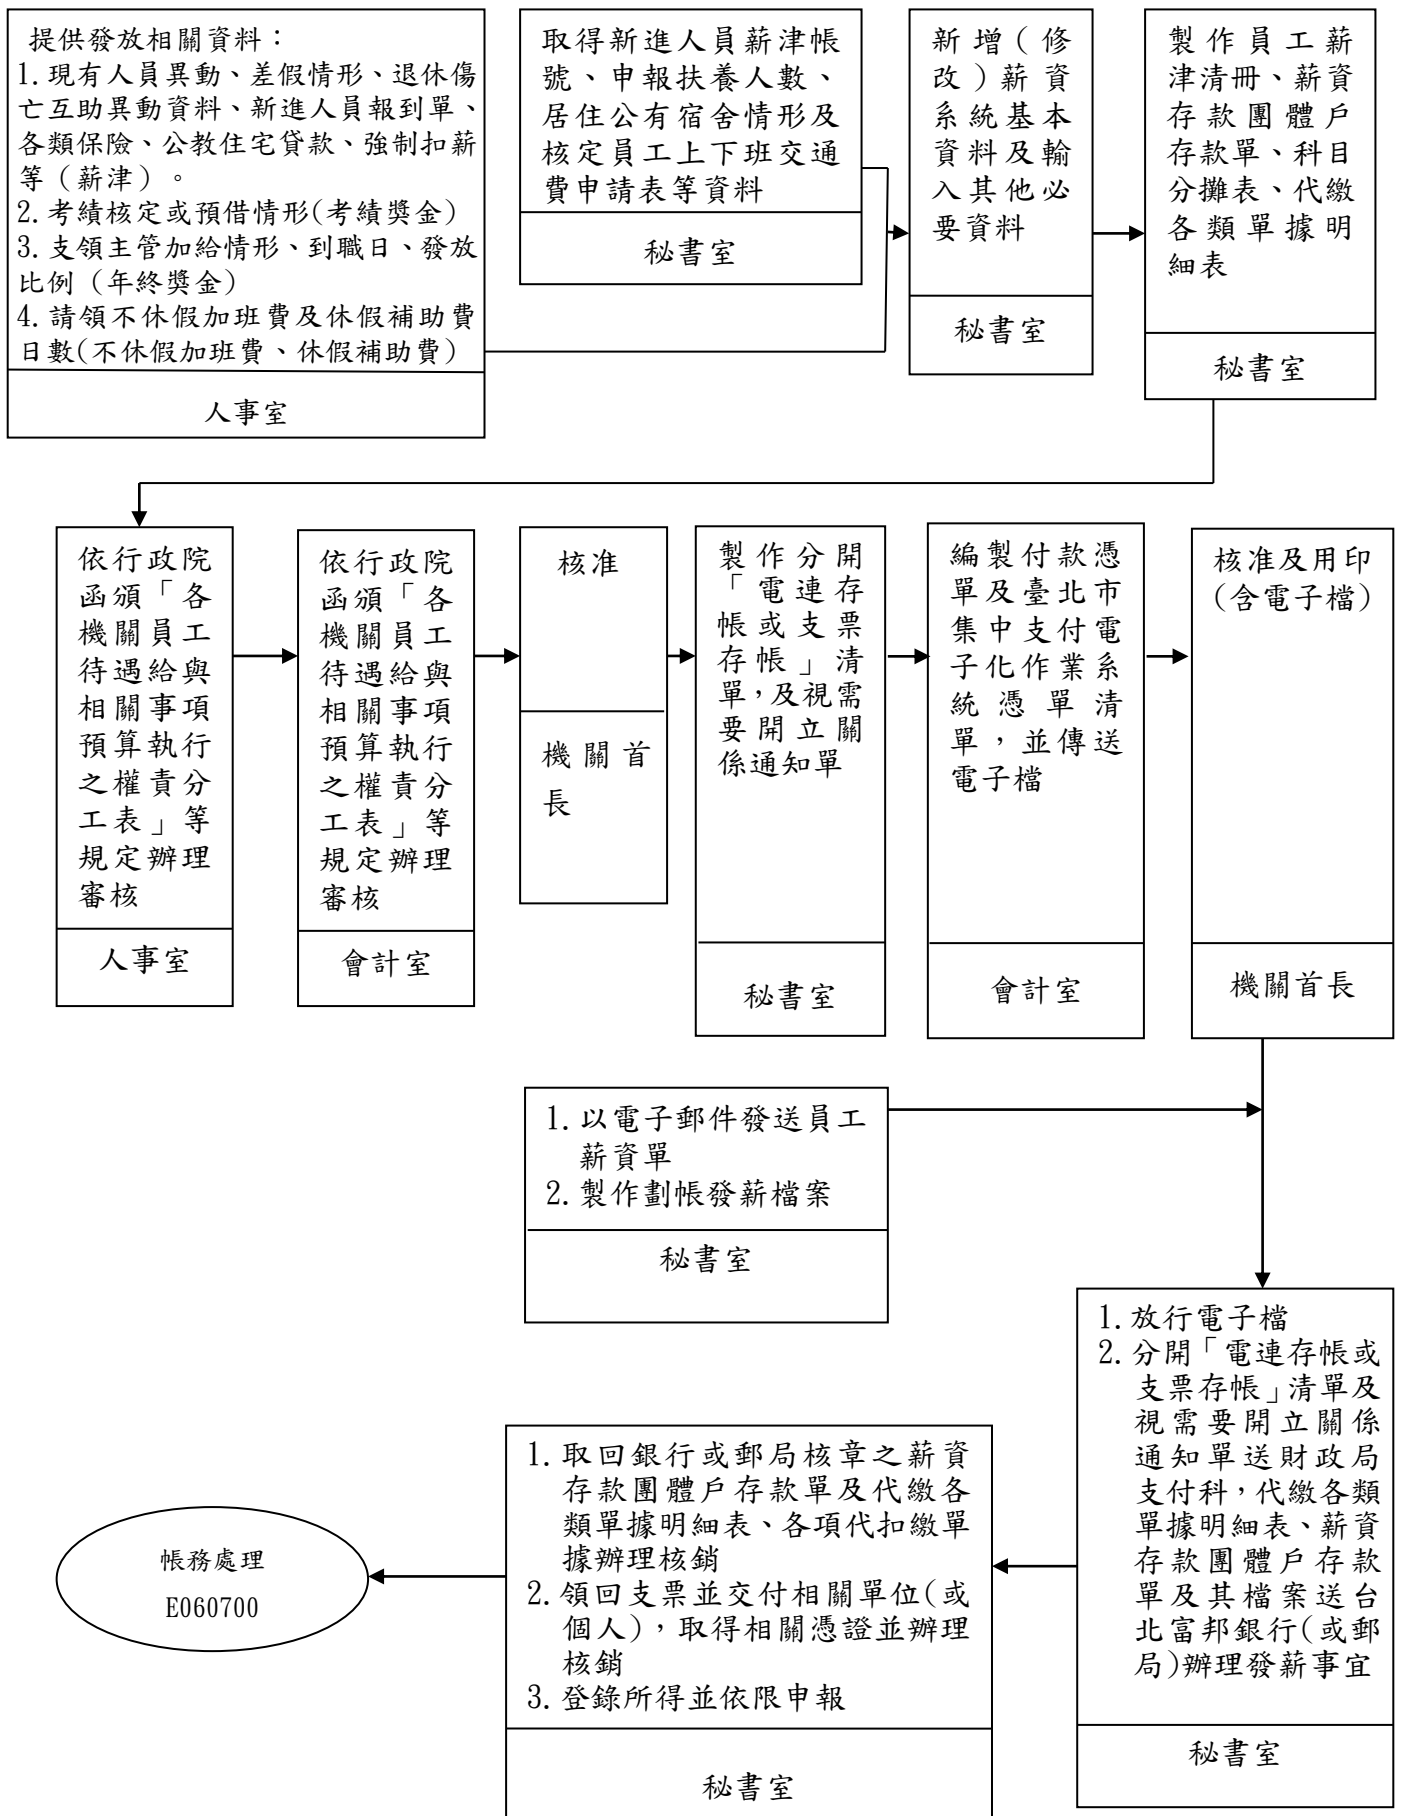 提供發放相關資料：
1.現有人員異動、差假情形、退休傷
亡互助異動資料、新進人員報到單、
各類保險、公教住宅貸款、強制扣薪
等（薪津）。
2.考績核定或預借情形(考績獎金)
3.支領主管加給情形、到職日、發放
比例（年終獎金)
4.請領不休假加班費及休假補助費
日數(不休假加班費、休假補助費)
人事室
取得新進人員薪津帳
號、申報扶養人數、
居住公有宿舍情形及
核定員工上下班交通
費申請表等資料
秘書室
新增（修
改）薪資
系統基本
資料及輸
入其他必
要資料
秘書室
製作員工薪
津清冊、薪資
存款團體戶
存款單、科目
分攤表、代繳
各類單據明
細表
秘書室
依行政院
函頒「各
機關員工
待遇給與
相關事項
預算執行
之權責分
工表」等
規定辦理
審核
人事室
依行政院
函頒「各
機關員工
待遇給與
相關事項
預算執行
之權責分
工表」等
規定辦理
審核
會計室
核准
機關首
長
製作分開
「電連存
帳或支票
存帳」清
單，及視需
要開立關
係通知單
秘書室
編製付款憑
單及臺北市
集中支付電
子化作業系
統憑單清
單，並傳送
電子檔
會計室
核准及用印
(含電子檔)
機關首長
1.以電子郵件發送員工
薪資單
2.製作劃帳發薪檔案
秘書室
1.放行電子檔
2.分開「電連存帳或
支票存帳」清單及
視需要開立關係
通知單送財政局
支付科，代繳各類
單據明細表、薪資
存款團體戶存款
單及其檔案送台
北富邦銀行(或郵
局)辦理發薪事宜
秘書室
1.取回銀行或郵局核章之薪資
存款團體戶存款單及代繳各
類單據明細表、各項代扣繳單
據辦理核銷
2.領回支票並交付相關單位(或
個人)，取得相關憑證並辦理
核銷
3.登錄所得並依限申報
秘書室
帳務處理
E060700